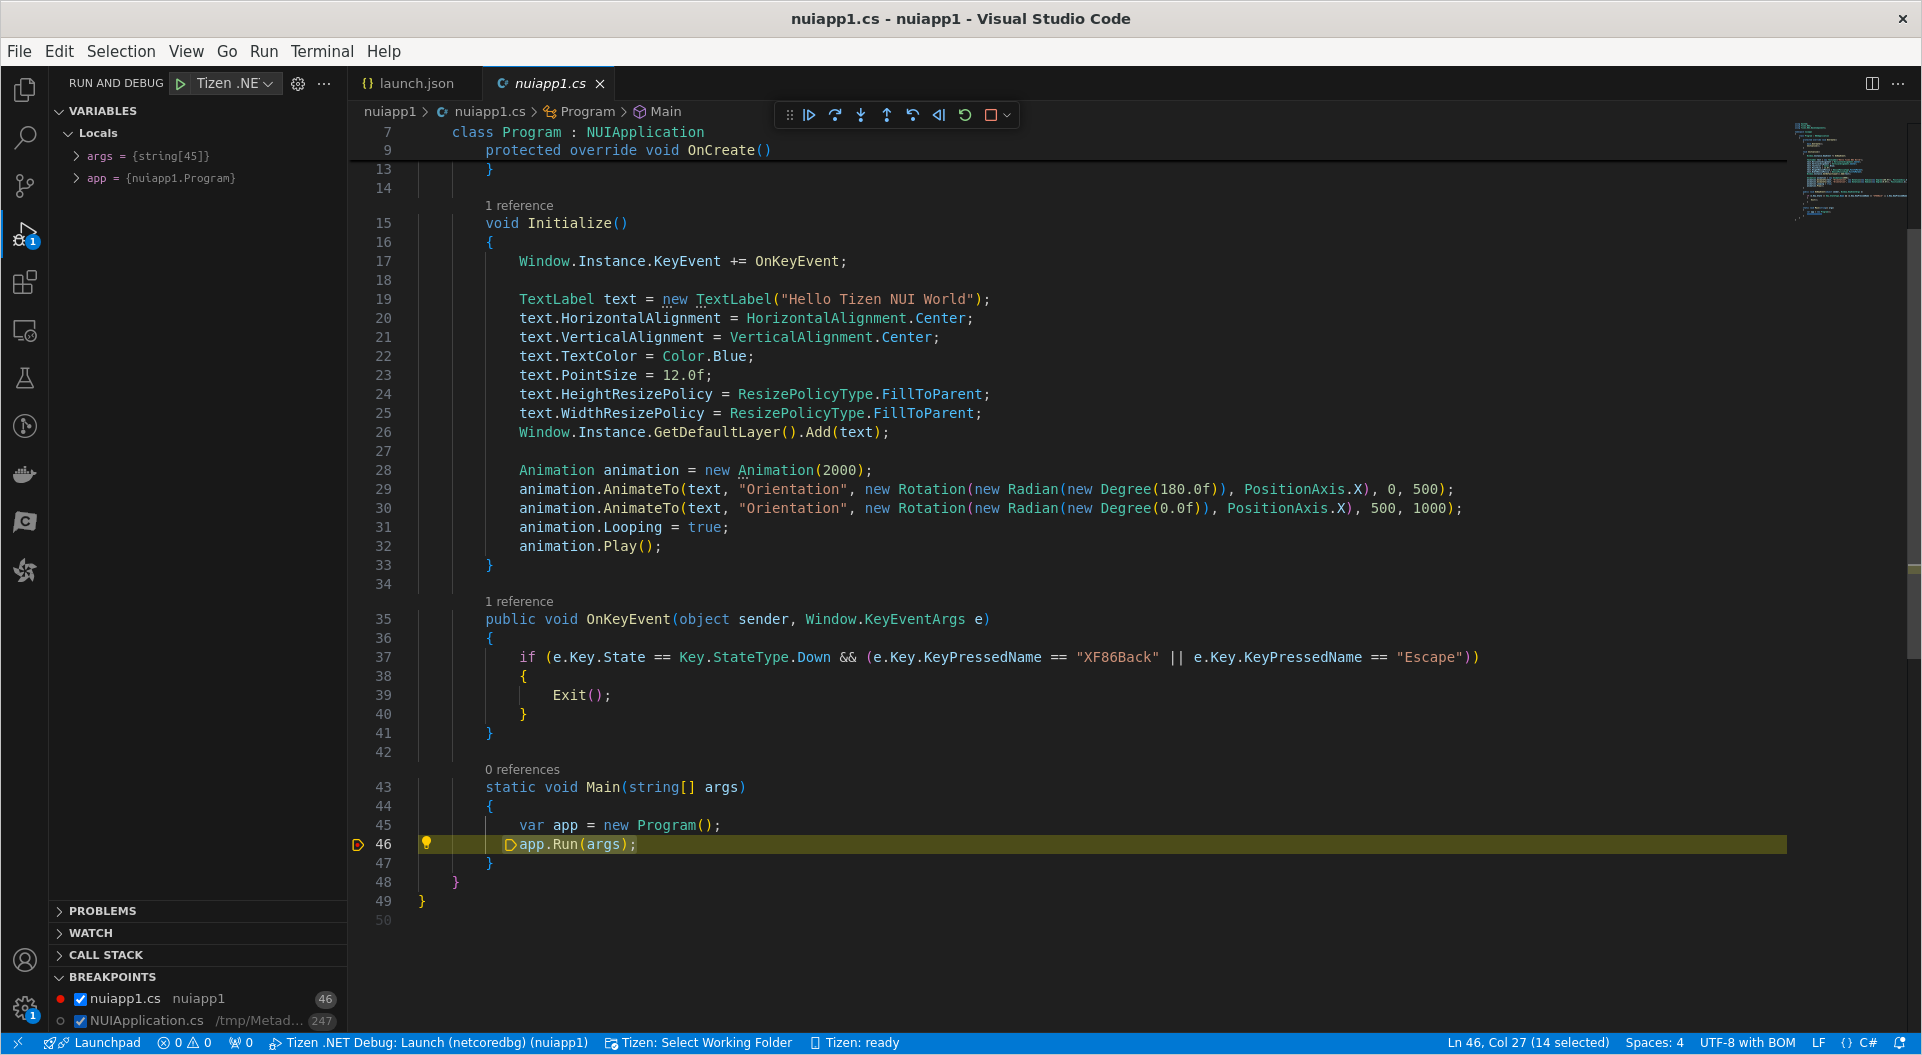 nuiapp1.cs - nuiapp1 - Visual Studio Code
File Edit Selection View Go Run Terminal Help
RUN AND DEBUG Tizen .NE
VARIABLES
Locals
args = {string[45]}
app = {nuiapp1.Program}
PROBLEMS
WATCH
CALL STACK
BREAKPOINTS
nuiapp1.cs nuiapp1 46
NUIApplication.cs /tmp/Metad... 247
1
1
launch.json nuiapp1.cs
nuiapp1 > nuiapp1.cs > Program > Main
7 class Program : NUIApplication
9 protected override void OnCreate()
13 }
14
1 reference
15 void Initialize()
16 {
17 Window.Instance.KeyEvent += OnKeyEvent;
18
19 TextLabel text = new TextLabel("Hello Tizen NUI World");
20 text.HorizontalAlignment = HorizontalAlignment.Center;
21 text.VerticalAlignment = VerticalAlignment.Center;
22 text.TextColor = Color.Blue;
23 text.PointSize = 12.0f;
24 text.HeightResizePolicy = ResizePolicyType.FillToParent;
25 text.WidthResizePolicy = ResizePolicyType.FillToParent;
26 Window.Instance.GetDefaultLayer().Add(text);
27
28 Animation animation = new Animation(2000);
29 animation.AnimateTo(text, "Orientation", new Rotation(new Radian(new Degree(180.0f)), PositionAxis.X), 0, 500);
30 animation.AnimateTo(text, "Orientation", new Rotation(new Radian(new Degree(0.0f)), PositionAxis.X), 500, 1000);
31 animation.Looping = true;
32 animation.Play();
33 }
34
1 reference
35 public void OnKeyEvent(object sender, Window.KeyEventArgs e)
36 {
37 if (e.Key.State == Key.StateType.Down && (e.Key.KeyPressedName == "XF86Back" || e.Key.KeyPressedName == "Escape"))
38 {
39 Exit();
40 }
41 }
42
0 references
43 static void Main(string[] args)
44 {
45 var app = new Program();
46 app.Run(args);
47 }
48 }
49 }
50
Launchpad 0 0 0 Tizen .NET Debug: Launch (netcoredbg) (nuiapp1) Tizen: Select Working Folder Tizen: ready Ln 46, Col 27 (14 selected) Spaces: 4 UTF-8 with BOM LF {} C#